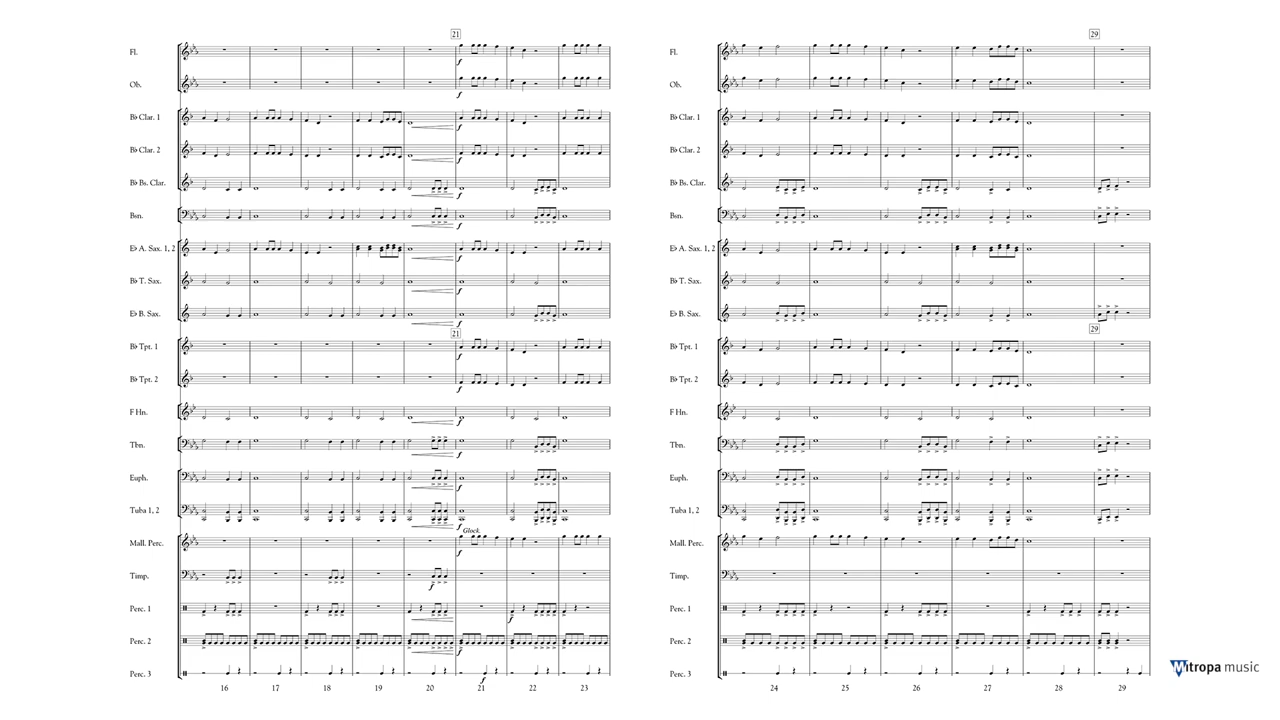 21
Fl.
Ob.
B♭ Clar. 1
B♭ Clar. 2
B♭ Bs. Clar.
Bsn.
E♭ A. Sax. 1, 2
B♭ T. Sax.
E♭ B. Sax.
21
B♭ Tpt. 1
B♭ Tpt. 2
F Hn.
Tbn.
Euph.
Tuba 1, 2
Glock.
Mall. Perc.
Timp.
Perc. 1
Perc. 2
Perc. 3
f
16 17 18 19 20 21 22 23
29
Fl.
Ob.
B♭ Clar. 1
B♭ Clar. 2
B♭ Bs. Clar.
Bsn.
E♭ A. Sax. 1, 2
B♭ T. Sax.
E♭ B. Sax.
29
B♭ Tpt. 1
B♭ Tpt. 2
F Hn.
Tbn.
Euph.
Tuba 1, 2
Mall. Perc.
Timp.
Perc. 1
Perc. 2
Perc. 3
24 25 26 27 28 29
Mitropa music